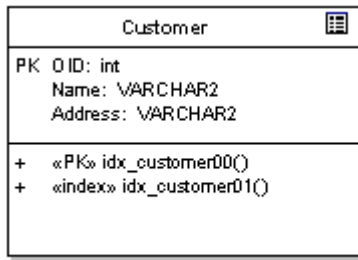 Customer
PK OID: int
Name: VARCHAR2
Address: VARCHAR2
+ «PK» idx_customer00()
+ «index» idx_customer01()